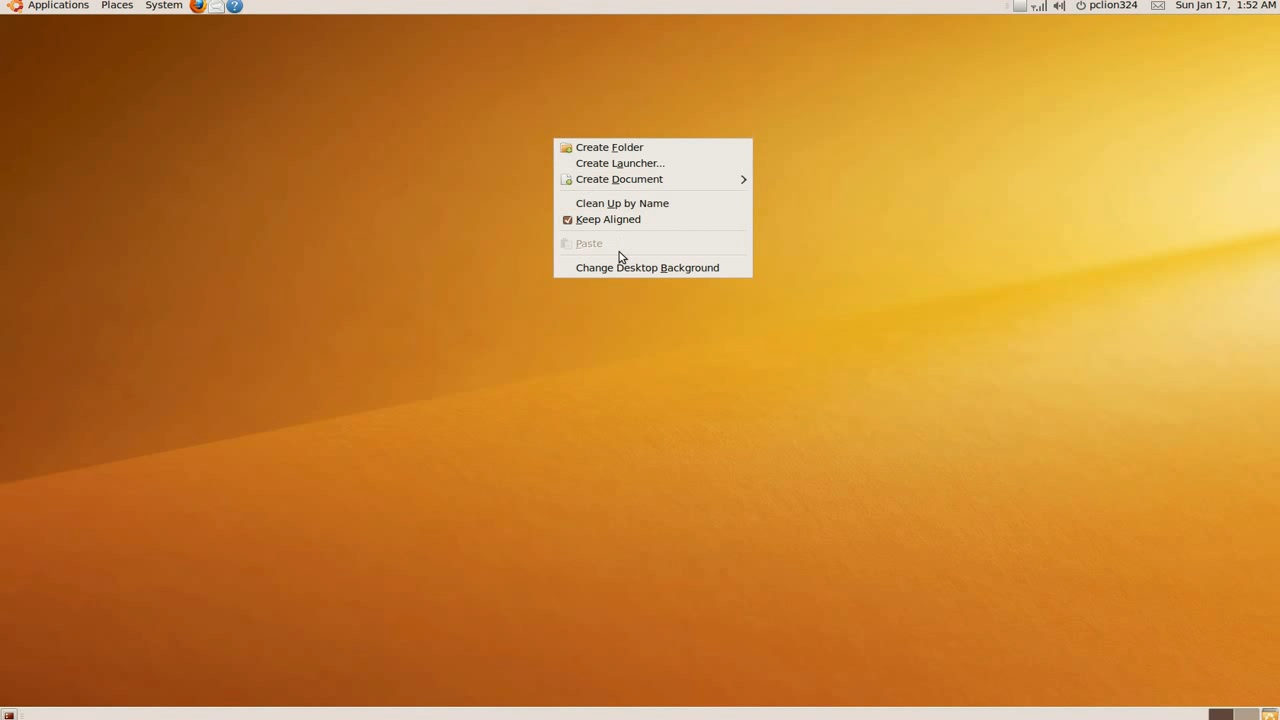 Applications Places System pclion324 Sun Jan 17, 1:52 AM
Create Folder
Create Launcher...
Create Document
Clean Up by Name
Keep Aligned
Paste
Change Desktop Background